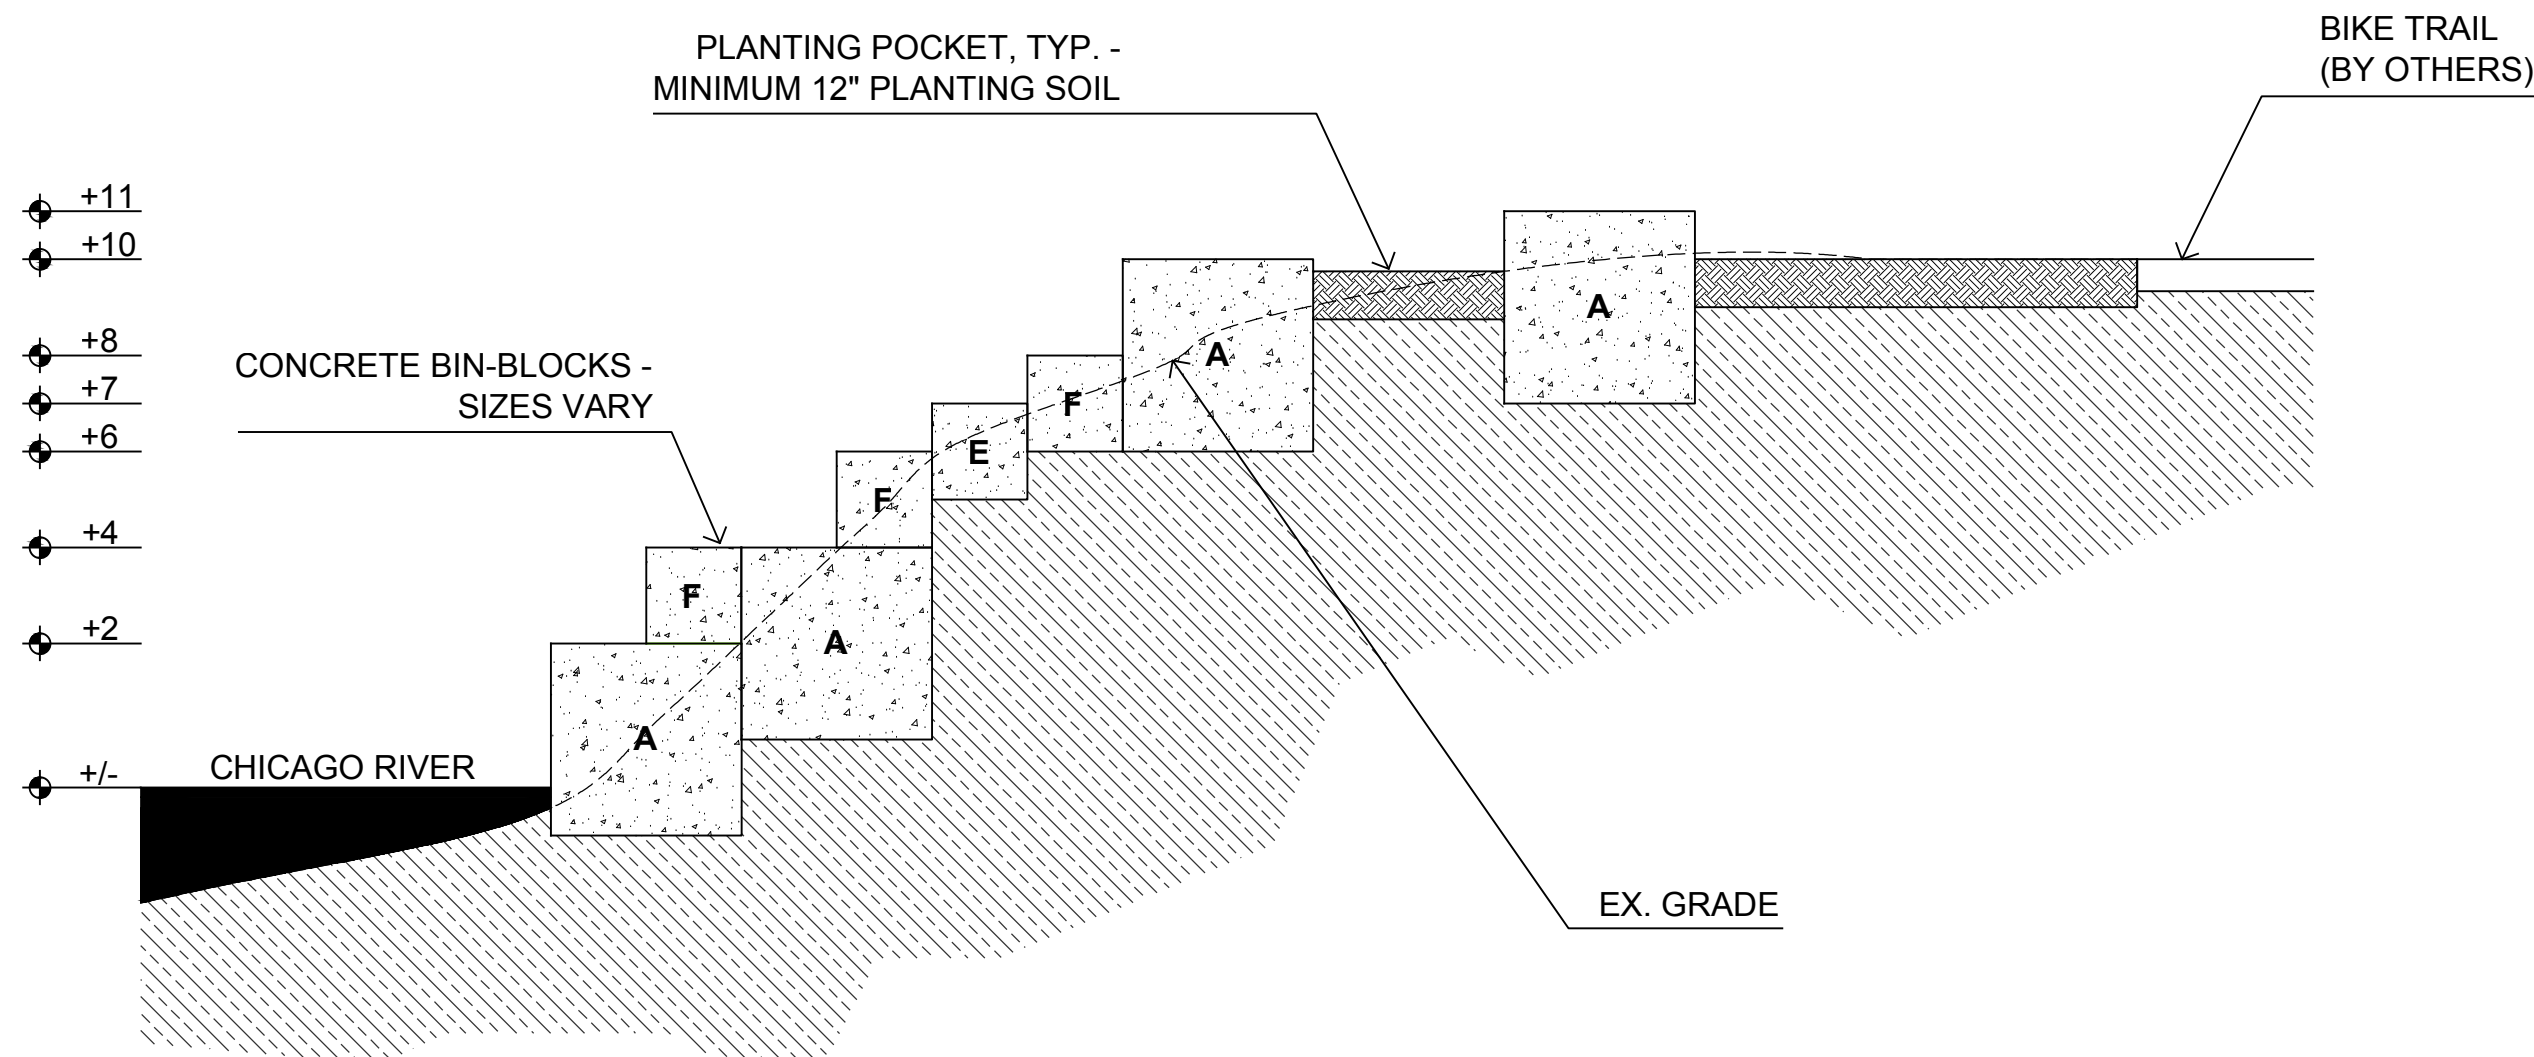 PLANTING POCKET, TYP. -
MINIMUM 12" PLANTING SOIL
BIKE TRAIL
(BY OTHERS)
+11
+10
+8
+7
+6
+4
+2
+/-
CONCRETE BIN-BLOCKS -
SIZES VARY
A
A
F
E
F
F
A
A
CHICAGO RIVER
EX. GRADE